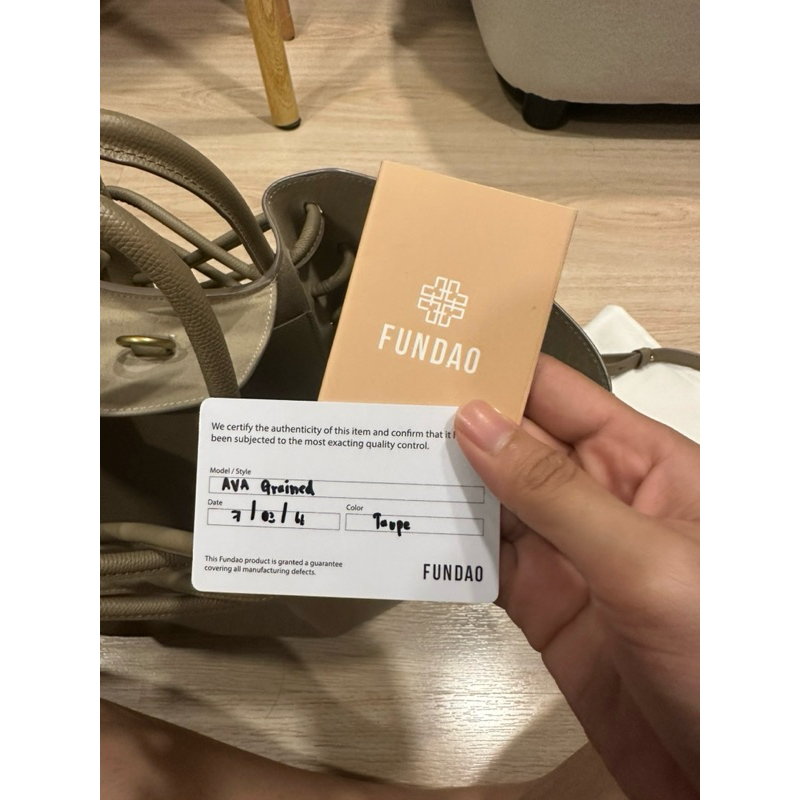 FUNDAO
We certify the authenticity of this item and confirm that it
been subjected to the most exacting quality control.
Model / Style
AVA Grained
Date
Color
7/03/4
Taupe
This Fundao product is granted a guarantee
covering all manufacturing defects.
FUNDAO